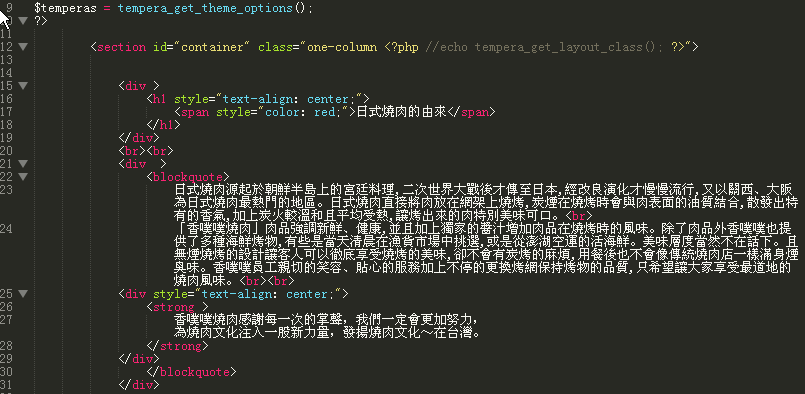 9 $temperas = tempera_get_theme_options();
?>
11
12 <section id="container" class="one-column <?php //echo tempera_get_layout_class(); ?>">
13
14
15 <div >
16 <h1 style="text-align: center;">
17 <span style="color: red;">日式燒肉的由來</span>
18 </h1>
19 </div>
20 <br><br>
21 <div >
22 <blockquote>
23 日式燒肉源起於朝鮮半島上的宮廷料理,二次世界大戰後才傳至日本,經改良演化才慢慢流行,又以關西、大阪
為日式燒肉最熱門的地區。日式燒肉直接將肉放在網架上燒烤,炭煙在燒烤時會與肉表面的油質結合,散發出特
有的香氣,加上炭火較溫和且平均受熱,讓烤出來的肉特別美味可口。<br>
24 「香噗噗燒肉」肉品強調新鮮、健康,並且加上獨家的醬汁增加肉品在燒烤時的風味。除了肉品外香噗噗也提
供了多種海鮮烤物,有些是當天清晨在漁貨市場中挑選,或是從澎湖空運的活海鮮。美味層度當然不在話下。且
無煙燒烤的設計讓客人可以徹底享受燒烤的美味,卻不會有炭烤的麻煩,用餐後也不會像傳統燒肉店一樣滿身煙
臭味。香噗噗員工親切的笑容、貼心的服務加上不停的更換烤網保持烤物的品質,只希望讓大家享受最道地的
燒肉風味。<br><br>
25 <div style="text-align: center;">
26 <strong >
27 香噗噗燒肉感謝每一次的掌聲，我們一定會更加努力，
為燒肉文化注入一股新力量，發揚燒肉文化～在台灣。
28 </strong>
29 </div>
30 </blockquote>
31 </div>